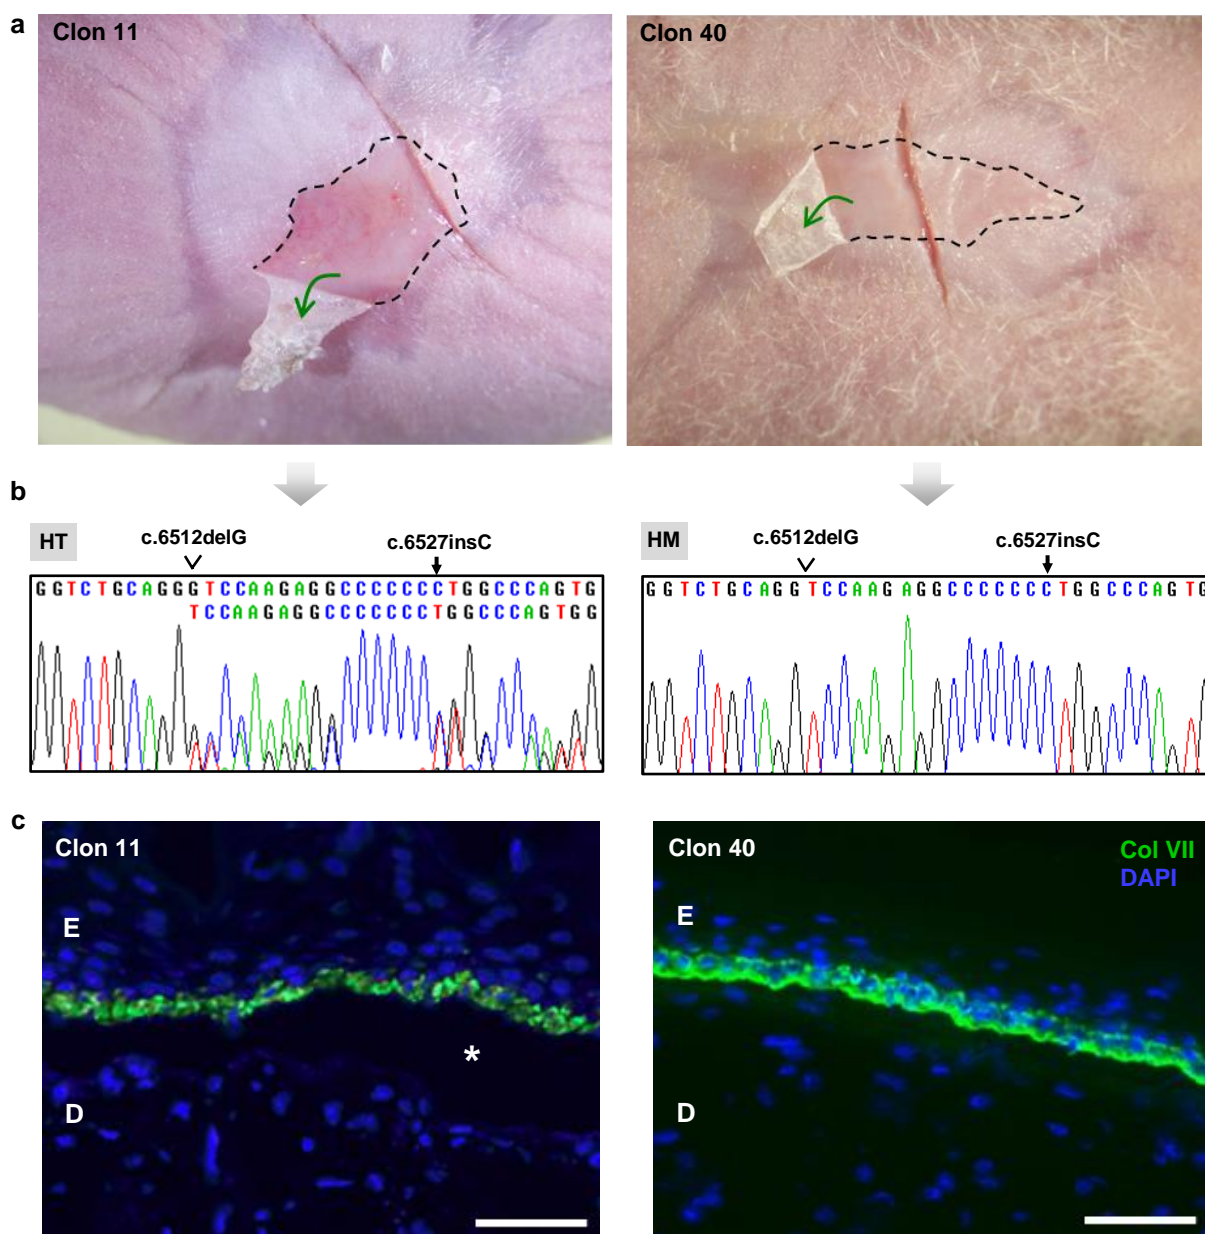 a
Clon 11
Clon 40
b
HT
c.6512delG
c.6527insC
HM
c.6512delG
c.6527insC
GGTCTGCAGGGTCCAAGAGGCCCCCCCTGGCCCAGTG
TCCAAGAGGCCCCCCCTGGCCCAGTGG
GGTCTGCAGGTCCAAGAGGCCCCCCCTGGCCCAGTG
c
Clon 11
E
*
D
Clon 40
Col VII
DAPI
E
D